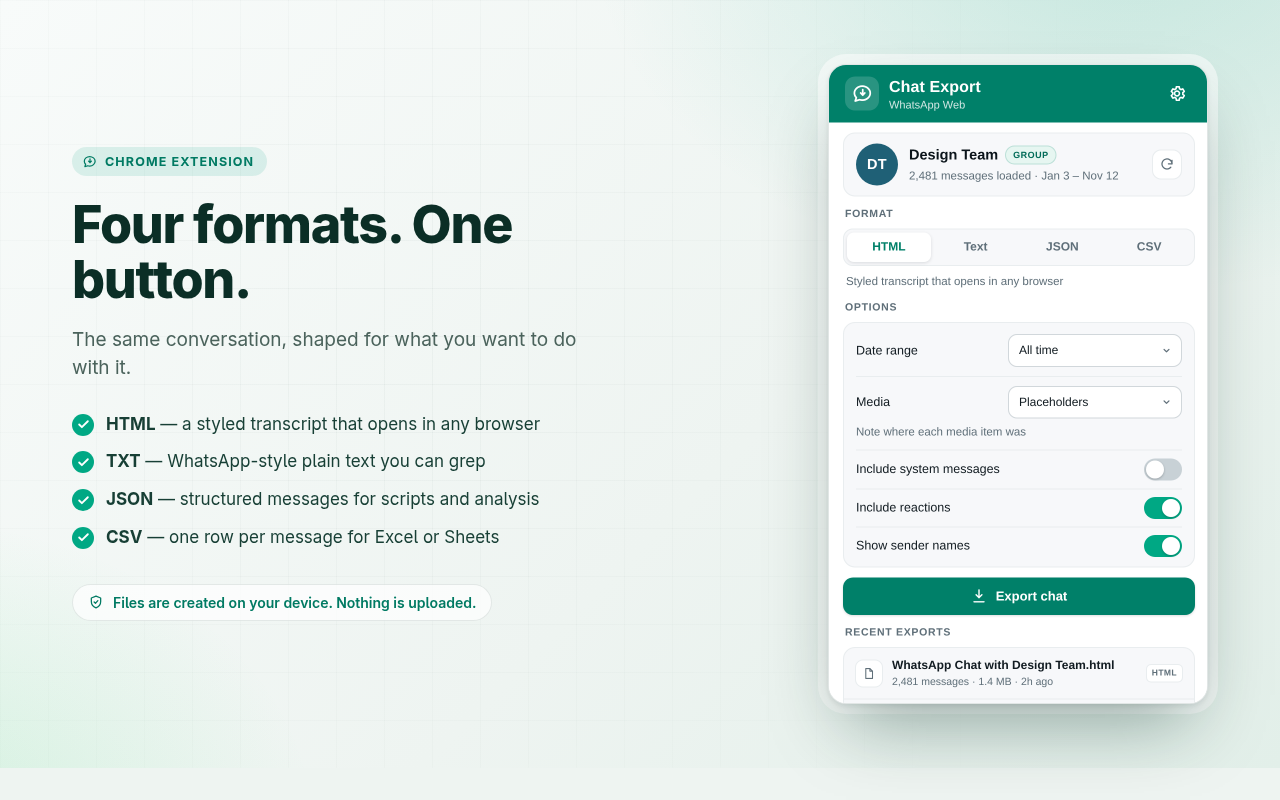 CHROME EXTENSION
Four formats. One
button.
The same conversation, shaped for what you want to do
with it.
HTML — a styled transcript that opens in any browser
TXT — WhatsApp-style plain text you can grep
JSON — structured messages for scripts and analysis
CSV — one row per message for Excel or Sheets
Files are created on your device. Nothing is uploaded.
Chat Export
WhatsApp Web
DT
Design Team GROUP
2,481 messages loaded · Jan 3 – Nov 12
FORMAT
HTML Text JSON CSV
Styled transcript that opens in any browser
OPTIONS
Date range All time
Media Placeholders
Note where each media item was
Include system messages
Include reactions
Show sender names
Export chat
RECENT EXPORTS
WhatsApp Chat with Design Team.html
2,481 messages · 1.4 MB · 2h ago
HTML